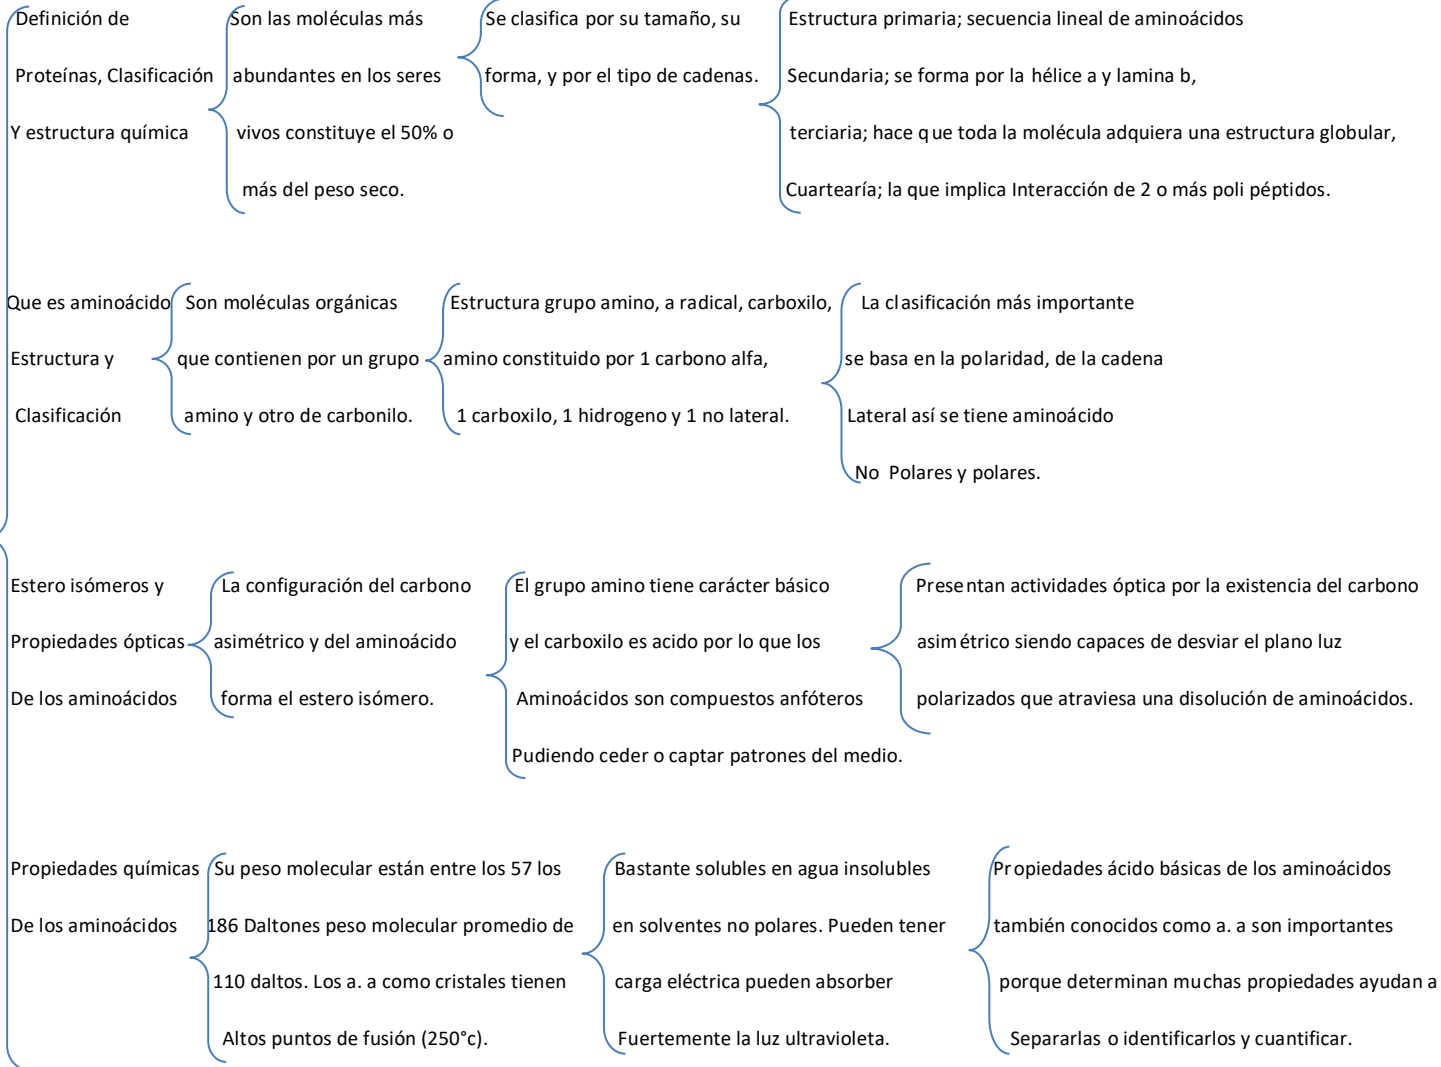 Definición de
Proteínas, Clasificación
Y estructura química
Son las moléculas más
abundantes en los seres
vivos constituye el 50% o
más del peso seco.
Se clasifica por su tamaño, su
forma, y por el tipo de cadenas.
Estructura primaria; secuencia lineal de aminoácidos
Secundaria; se forma por la hélice a y lamina b,
terciaria; hace que toda la molécula adquiera una estructura globular,
Cuartearía; la que implica Interacción de 2 o más poli péptidos.
Que es aminoácido
Estructura y
Clasificación
Son moléculas orgánicas
que contienen por un grupo
amino y otro de carbonilo.
Estructura grupo amino, a radical, carboxilo,
amino constituido por 1 carbono alfa,
1 carboxilo, 1 hidrogeno y 1 no lateral.
La clasificación más importante
se basa en la polaridad, de la cadena
Lateral así se tiene aminoácido
No Polares y polares.
Estero isómeros y
Propiedades ópticas
De los aminoácidos
La configuración del carbono
asimétrico y del aminoácido
forma el estero isómero.
El grupo amino tiene carácter básico
y el carboxilo es acido por lo que los
Aminoácidos son compuestos anfóteros
Pudiendo ceder o captar patrones del medio.
Presentan actividades óptica por la existencia del carbono
asimétrico siendo capaces de desviar el plano luz
polarizados que atraviesa una disolución de aminoácidos.
Propiedades químicas
De los aminoácidos
Su peso molecular están entre los 57 los
186 Daltones peso molecular promedio de
110 daltos. Los a. a como cristales tienen
Altos puntos de fusión (250°c).
Bastante solubles en agua insolubles
en solventes no polares. Pueden tener
carga eléctrica pueden absorber
Fuertemente la luz ultravioleta.
Propiedades ácido básicas de los aminoácidos
también conocidos como a. a son importantes
porque determinan muchas propiedades ayudan a
Separarlas o identificarlos y cuantificar.